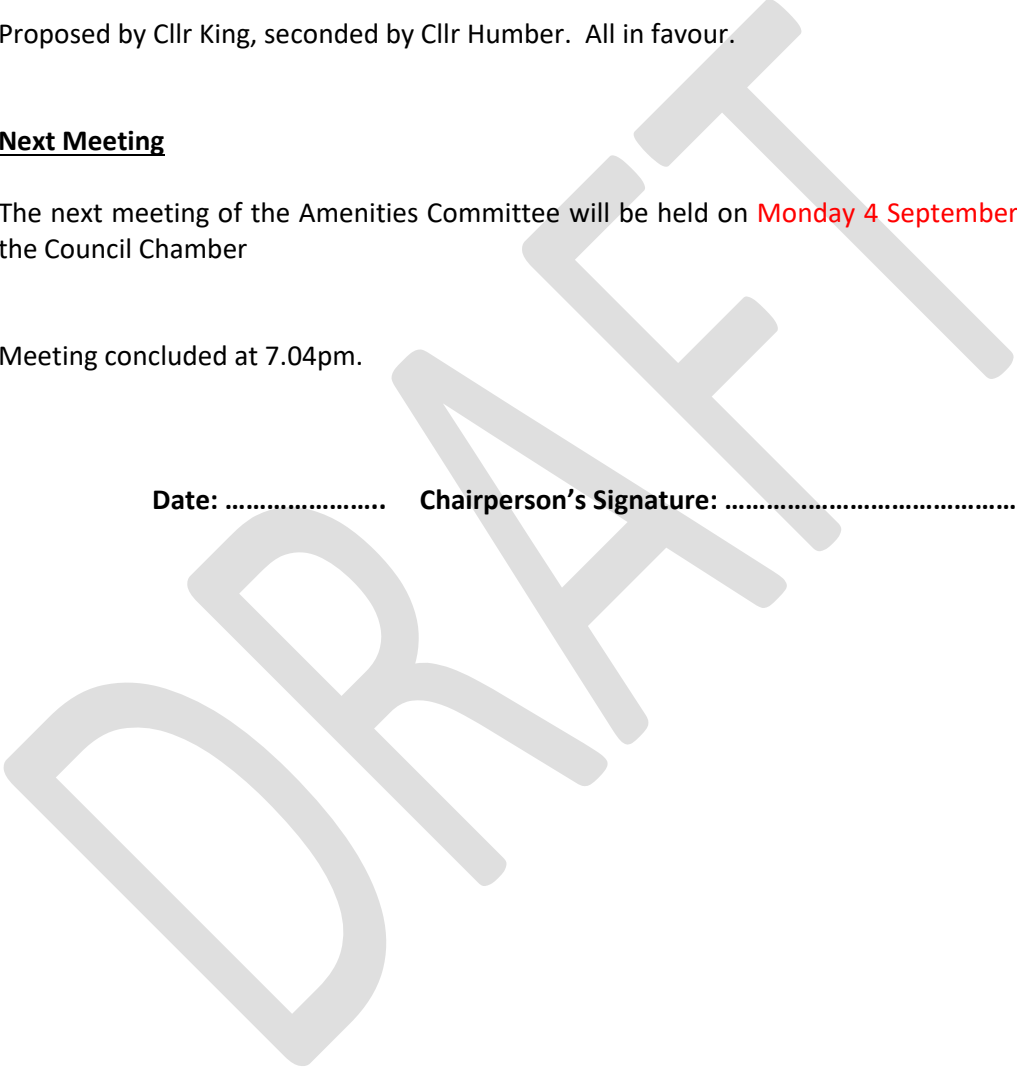 Proposed by Cllr King, seconded by Cllr Humber.  All in favour.
Next Meeting
The next meeting of the Amenities Committee will be held on Monday 4 September
the Council Chamber
Meeting concluded at 7.04pm.
Date: ………………….. Chairperson’s Signature: ……………………………………
DRAFT